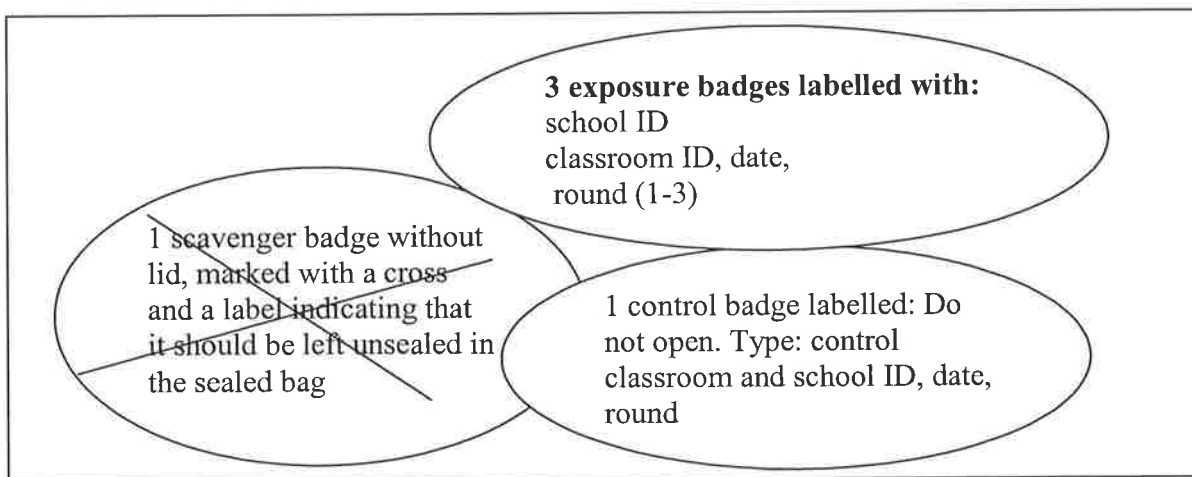 3 exposure badges labelled with:
school ID
classroom ID, date,
round (1-3)
1 scavenger badge without
lid, marked with a cross
and a label indicating that
it should be left unsealed in
the sealed bag
1 control badge labelled: Do
not open. Type: control
classroom and school ID, date,
round